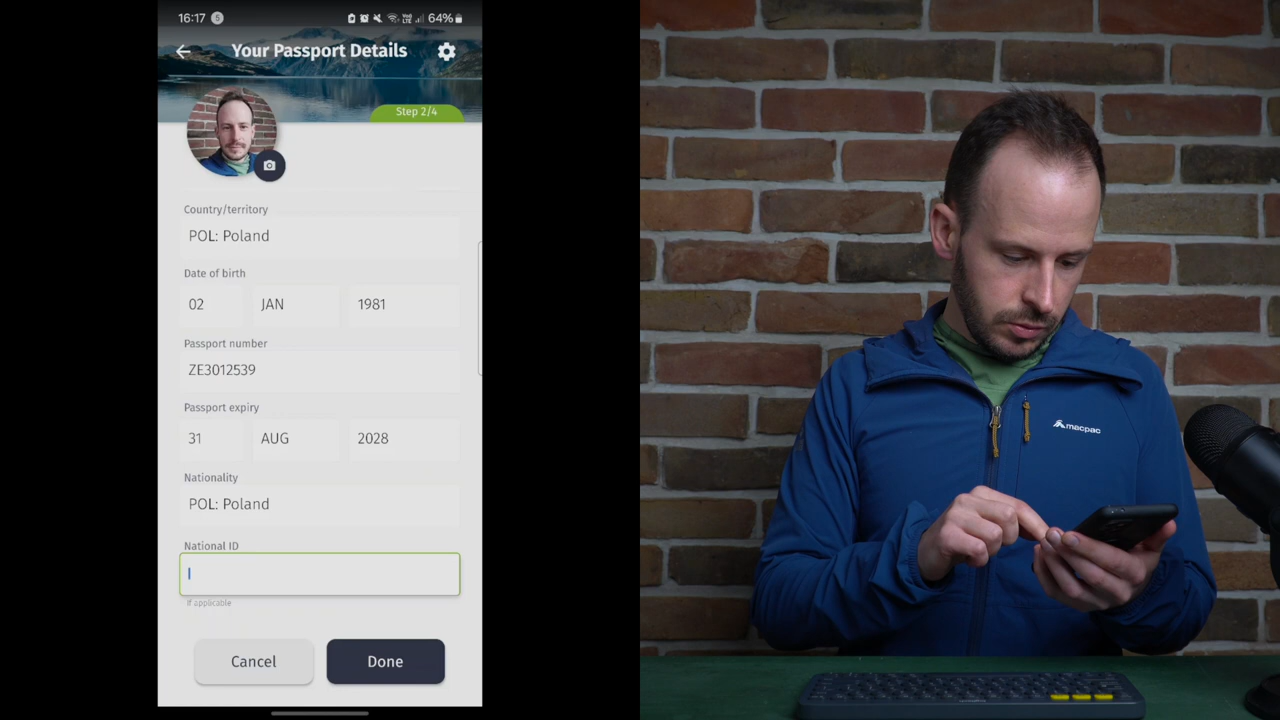 16:17 5 64%
Your Passport Details
Step 2/4
Country/territory
POL: Poland
Date of birth
02 JAN 1981
Passport number
ZE3012539
Passport expiry
31 AUG 2028
Nationality
POL: Poland
National ID
If applicable
Cancel Done
macpac